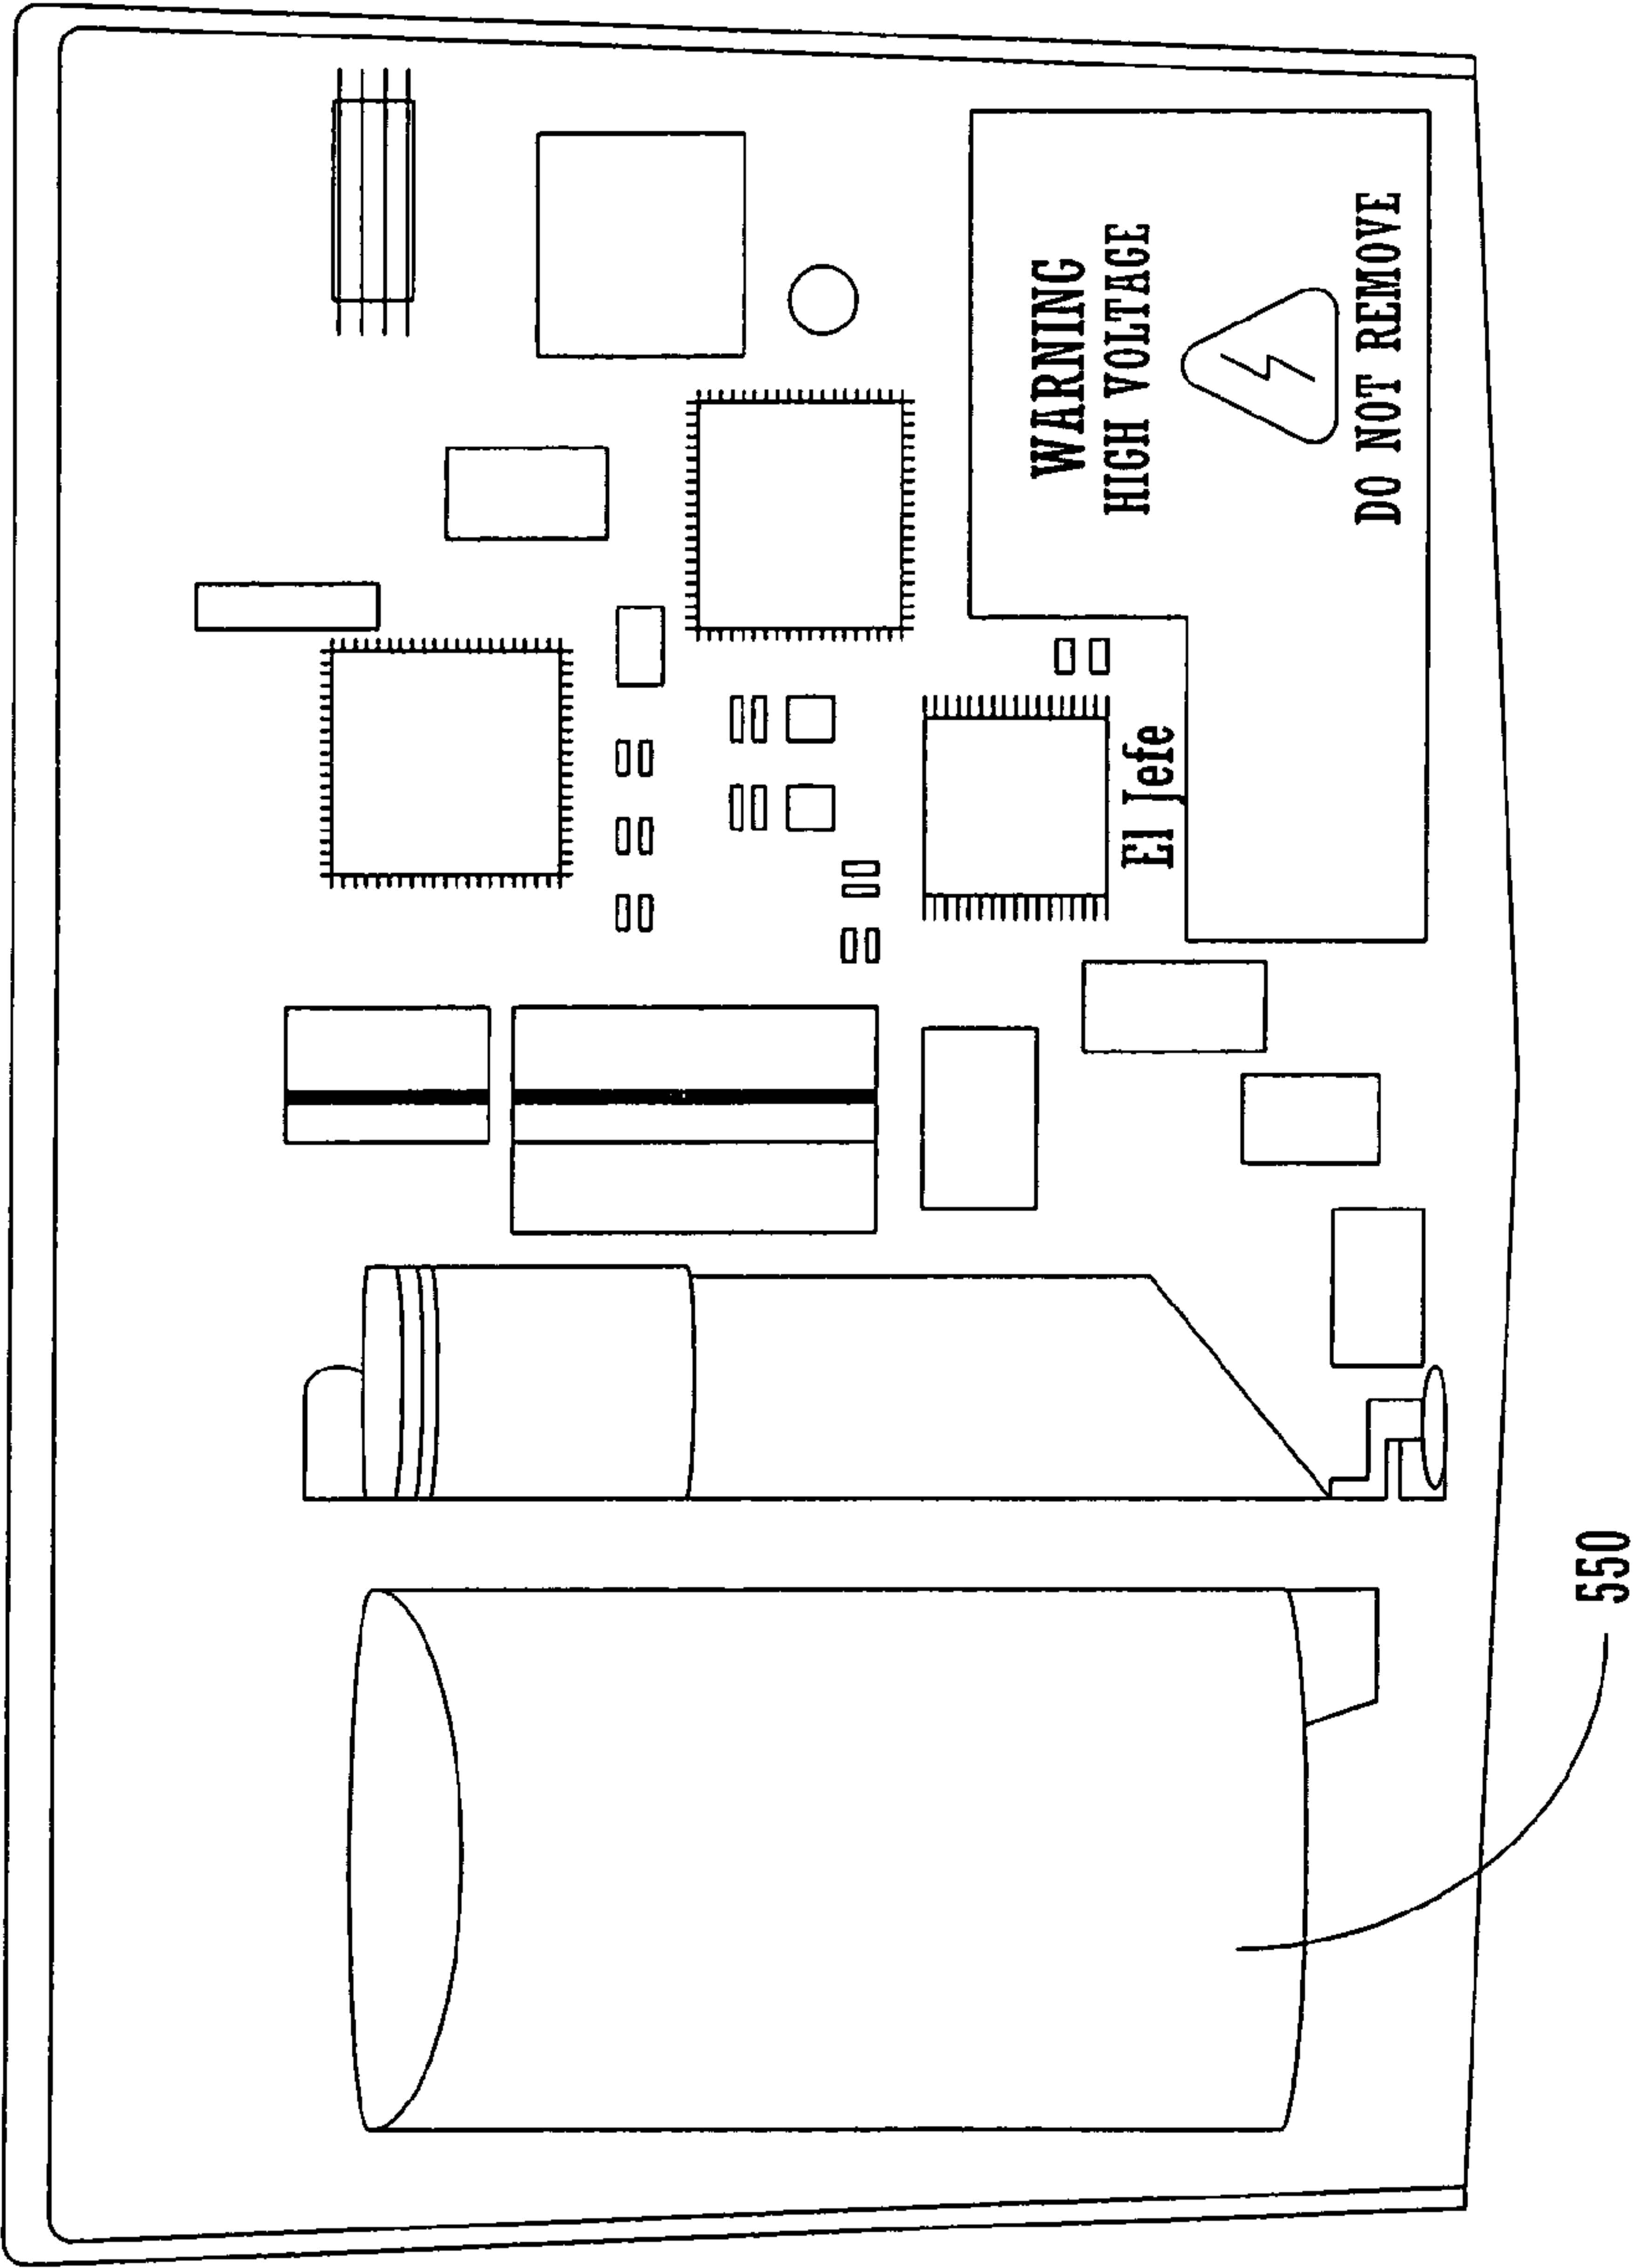 WARNING
HIGH VOLTAGE
DO NOT REMOVE
El Jefe
550